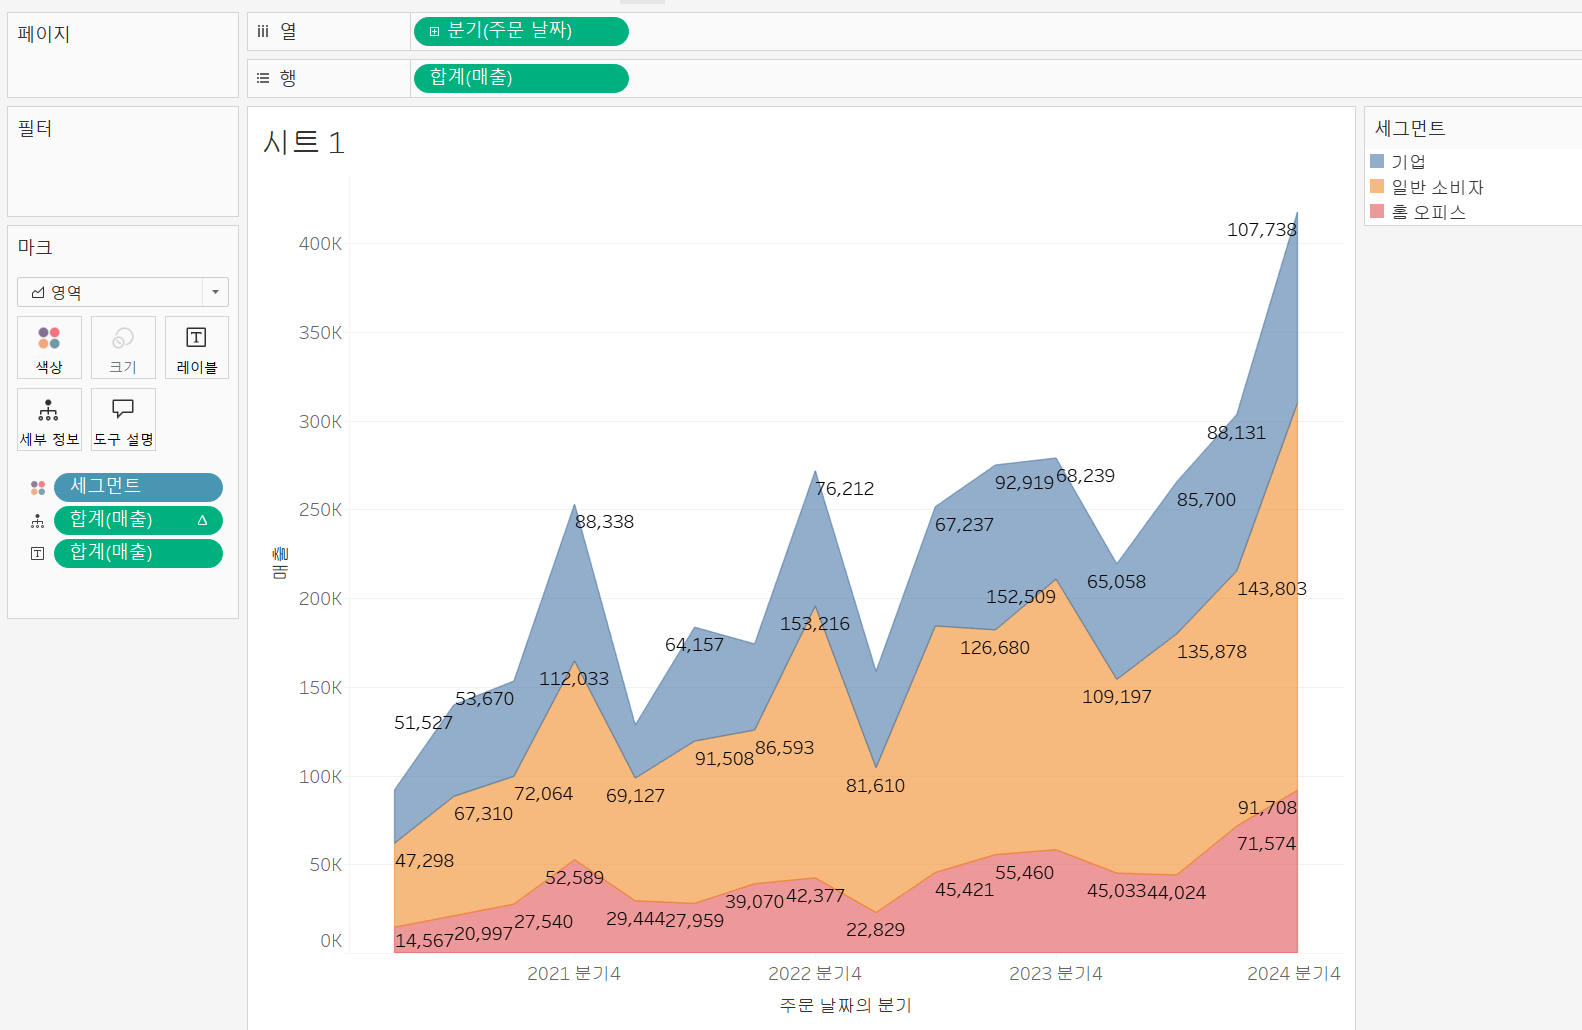 페이지
열
분기(주문 날짜)
행
합계(매출)
필터
마크
영역
색상
크기
레이블
세부 정보
도구 설명
세그먼트
합계(매출) Δ
합계(매출)
시트 1
매출
400K
350K
300K
250K
200K
150K
100K
50K
0K
107,738
88,131
76,212
92,919
68,239
85,700
88,338
67,237
65,058
143,803
152,509
153,216
64,157
126,680
135,878
112,033
109,197
53,670
51,527
91,508
86,593
81,610
72,064
69,127
67,310
91,708
71,574
47,298
52,589
55,460
45,421
45,033
44,024
39,070
42,377
29,444
27,959
27,540
22,829
20,997
14,567
2021 분기4
2022 분기4
2023 분기4
2024 분기4
주문 날짜의 분기
세그먼트
기업
일반 소비자
홈 오피스